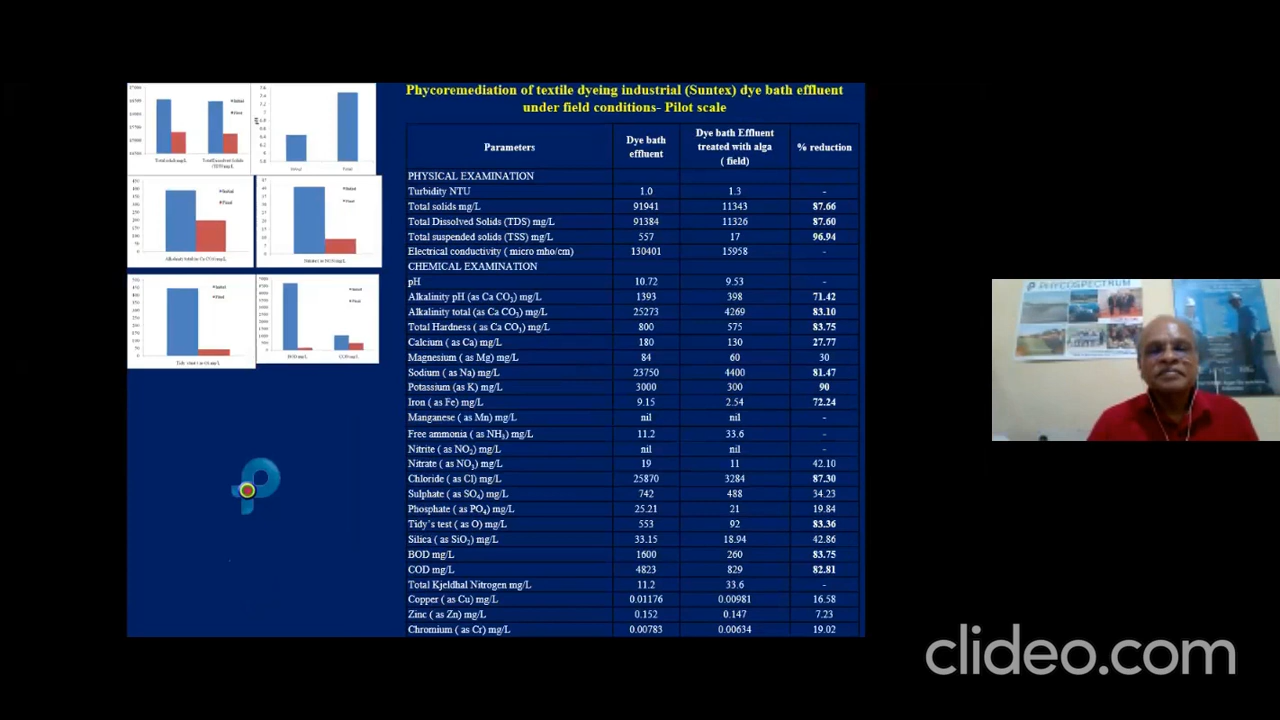 Phycoremediation of textile dyeing industrial (Suntex) dye bath effluent
under field conditions- Pilot scale
Parameters Dye bath effluent Dye bath Effluent treated with alga ( field) % reduction
PHYSICAL EXAMINATION
Turbidity NTU 1.0 1.3 -
Total solids mg/L 91941 11343 87.66
Total Dissolved Solids (TDS) mg/L 91384 11326 87.60
Total suspended solids (TSS) mg/L 557 17 96.94
Electrical conductivity ( micro mho/cm) 130401 15958 -
CHEMICAL EXAMINATION
pH 10.72 9.53 -
Alkalinity pH (as Ca CO3) mg/L 1393 398 71.42
Alkalinity total (as Ca CO3) mg/L 25273 4269 83.10
Total Hardness ( as Ca CO3) mg/L 800 575 83.75
Calcium ( as Ca) mg/L 180 130 27.77
Magnesium ( as Mg) mg/L 84 60 30
Sodium ( as Na) mg/L 23750 4400 81.47
Potassium (as K) mg/L 3000 300 90
Iron ( as Fe) mg/L 9.15 2.54 72.24
Manganese ( as Mn) mg/L nil nil -
Free ammonia ( as NH3) mg/L 11.2 33.6 -
Nitrite ( as NO2) mg/L nil nil -
Nitrate ( as NO3) mg/L 19 11 42.10
Chloride ( as Cl) mg/L 25870 3284 87.30
Sulphate ( as SO4) mg/L 742 488 34.23
Phosphate ( as PO4) mg/L 25.21 21 19.84
Tidy's test ( as O) mg/L 553 92 83.36
Silica ( as SiO2) mg/L 33.15 18.94 42.86
BOD mg/L 1600 260 83.75
COD mg/L 4823 829 82.81
Total Kjeldhal Nitrogen mg/L 11.2 33.6 -
Copper ( as Cu) mg/L 0.01176 0.00981 16.58
Zinc ( as Zn) mg/L 0.152 0.147 7.23
Chromium ( as Cr) mg/L 0.00783 0.00634 19.02
PHYCOSPECTRUM
clideo.com